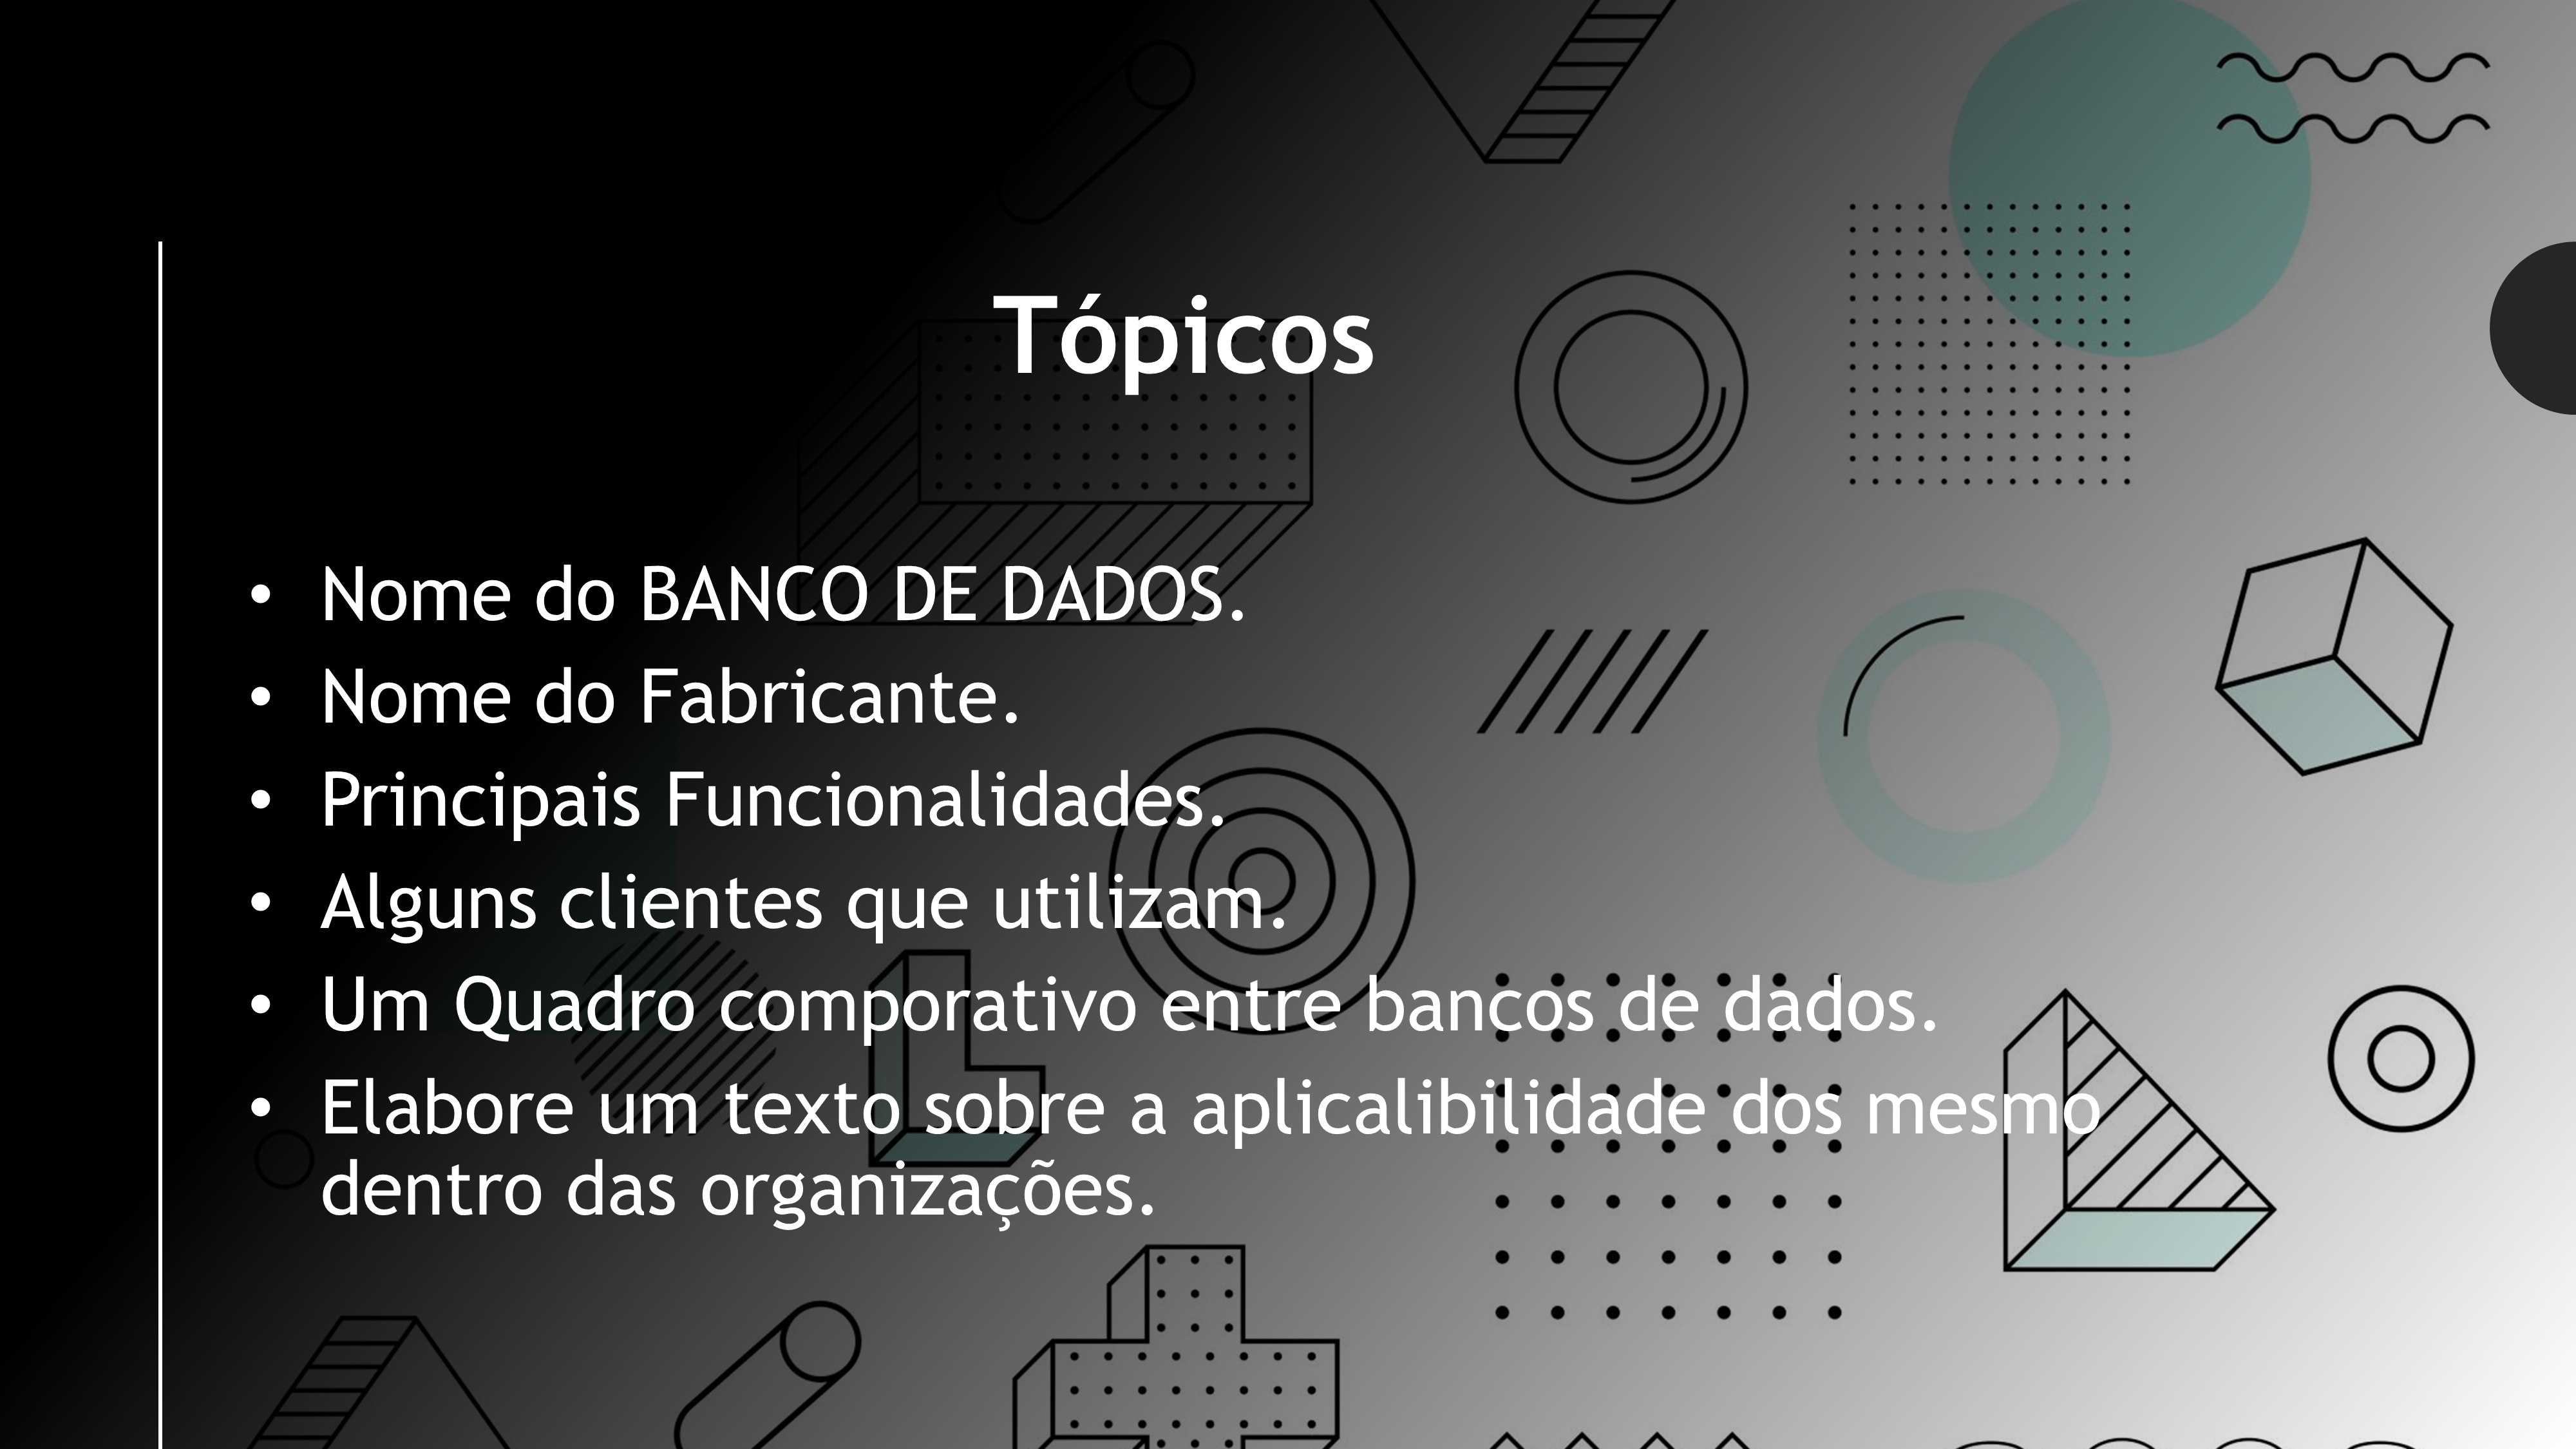 Tópicos
• Nome do BANCO DE DADOS.
• Nome do Fabricante.
• Principais Funcionalidades.
• Alguns clientes que utilizam.
• Um Quadro comporativo entre bancos de dados.
• Elabore um texto sobre a aplicalibilidade dos mesmo
dentro das organizações.